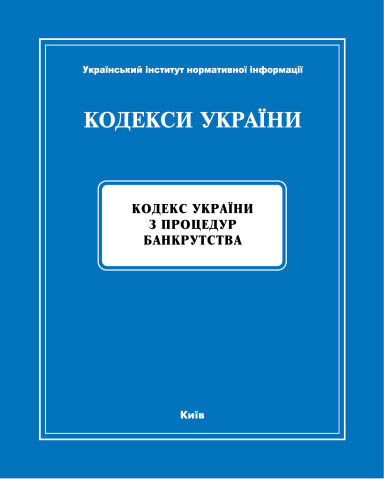 Український інститут нормативної інформації
КОДЕКСИ УКРАЇНИ
КОДЕКС УКРАЇНИ
З ПРОЦЕДУР
БАНКРУТСТВА
Київ